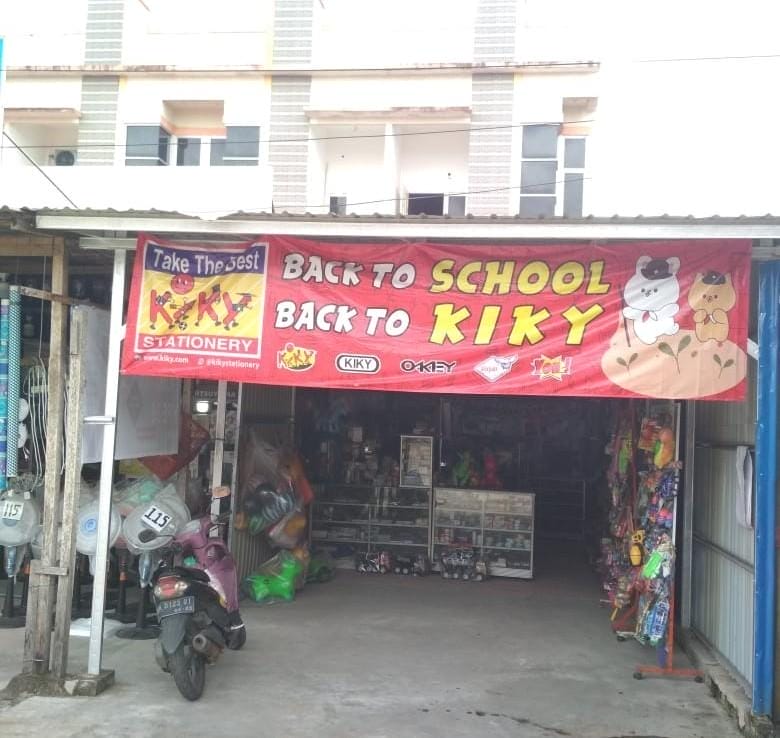 Take The Best
KIKY
STATIONERY
www.kiky.com @kikystationery
BACK TO SCHOOL
BACK TO KIKY
KIKY
KIKY
OKKEY
115
115